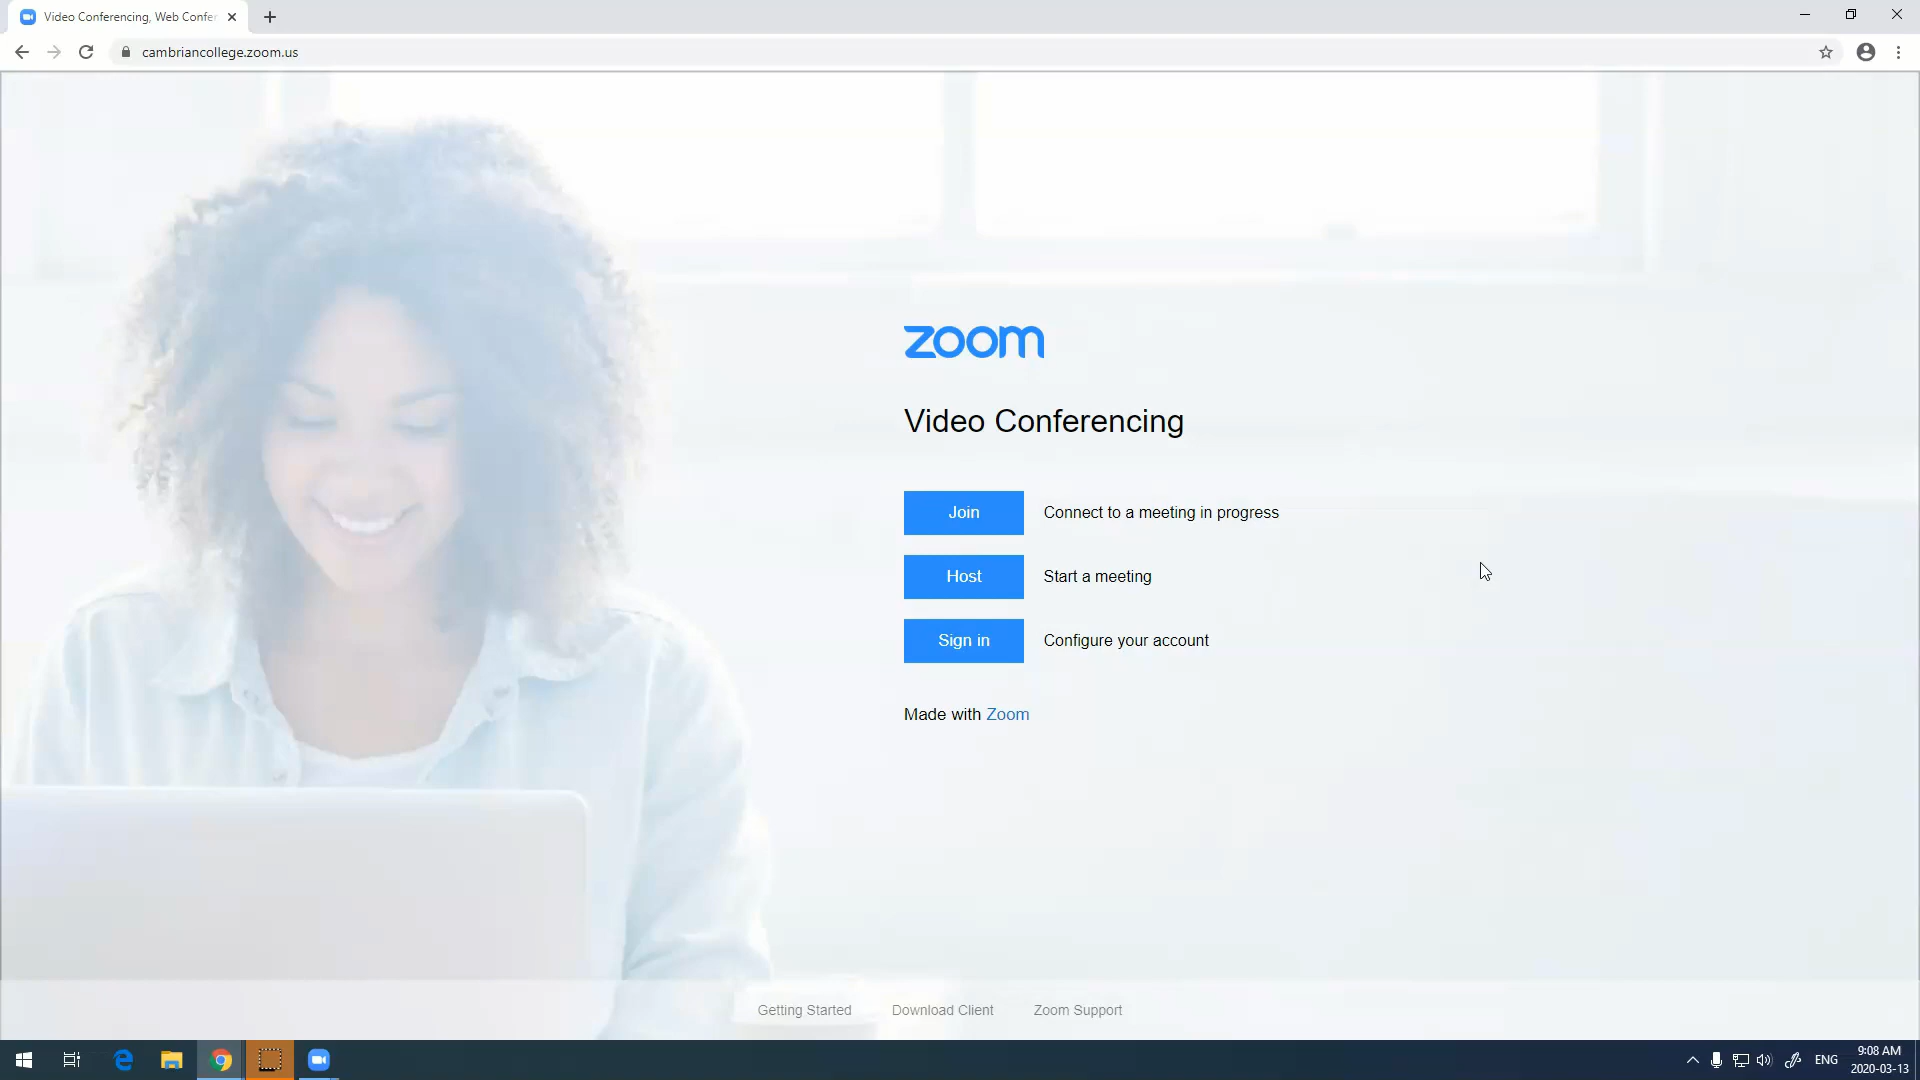 Video Conferencing, Web Confer
cambriancollege.zoom.us
zoom
Video Conferencing
Join Connect to a meeting in progress
Host Start a meeting
Sign in Configure your account
Made with Zoom
Getting Started Download Client Zoom Support
ENG 9:08 AM
2020-03-13